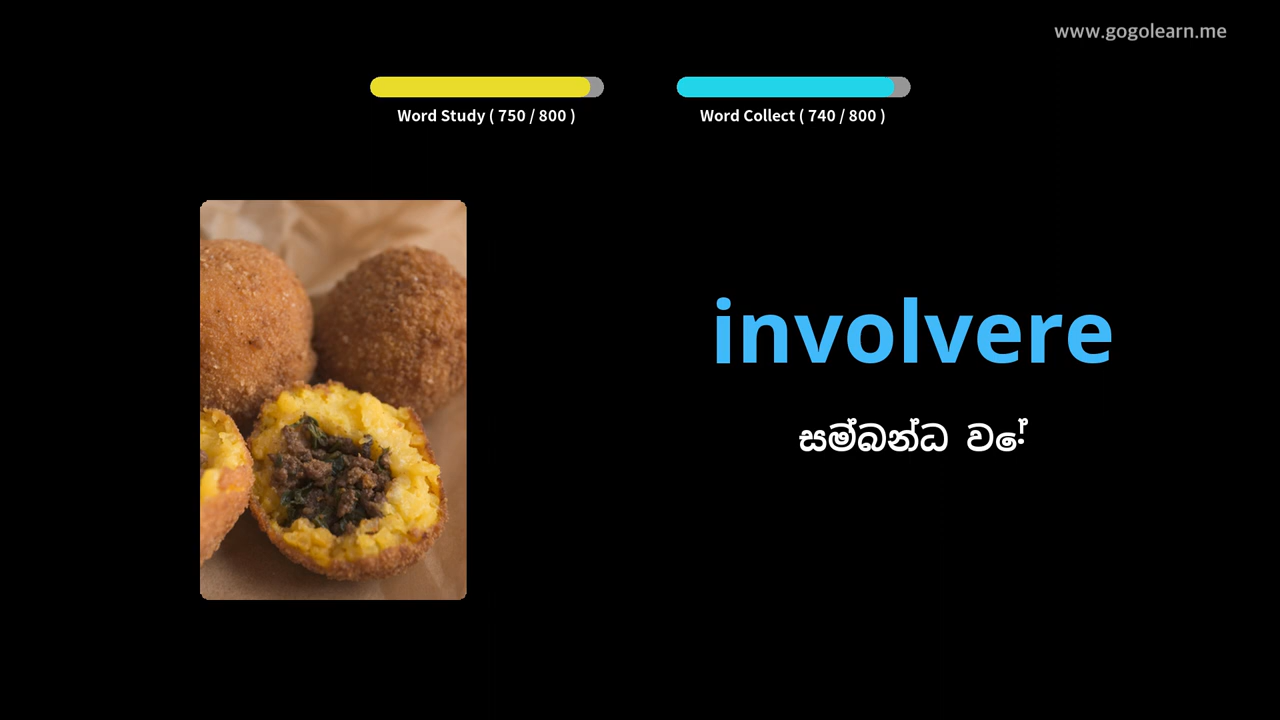 www.gogolearn.me
Word Study ( 750 / 800 )
Word Collect ( 740 / 800 )
involvere
සම්බන්ධ වේ!